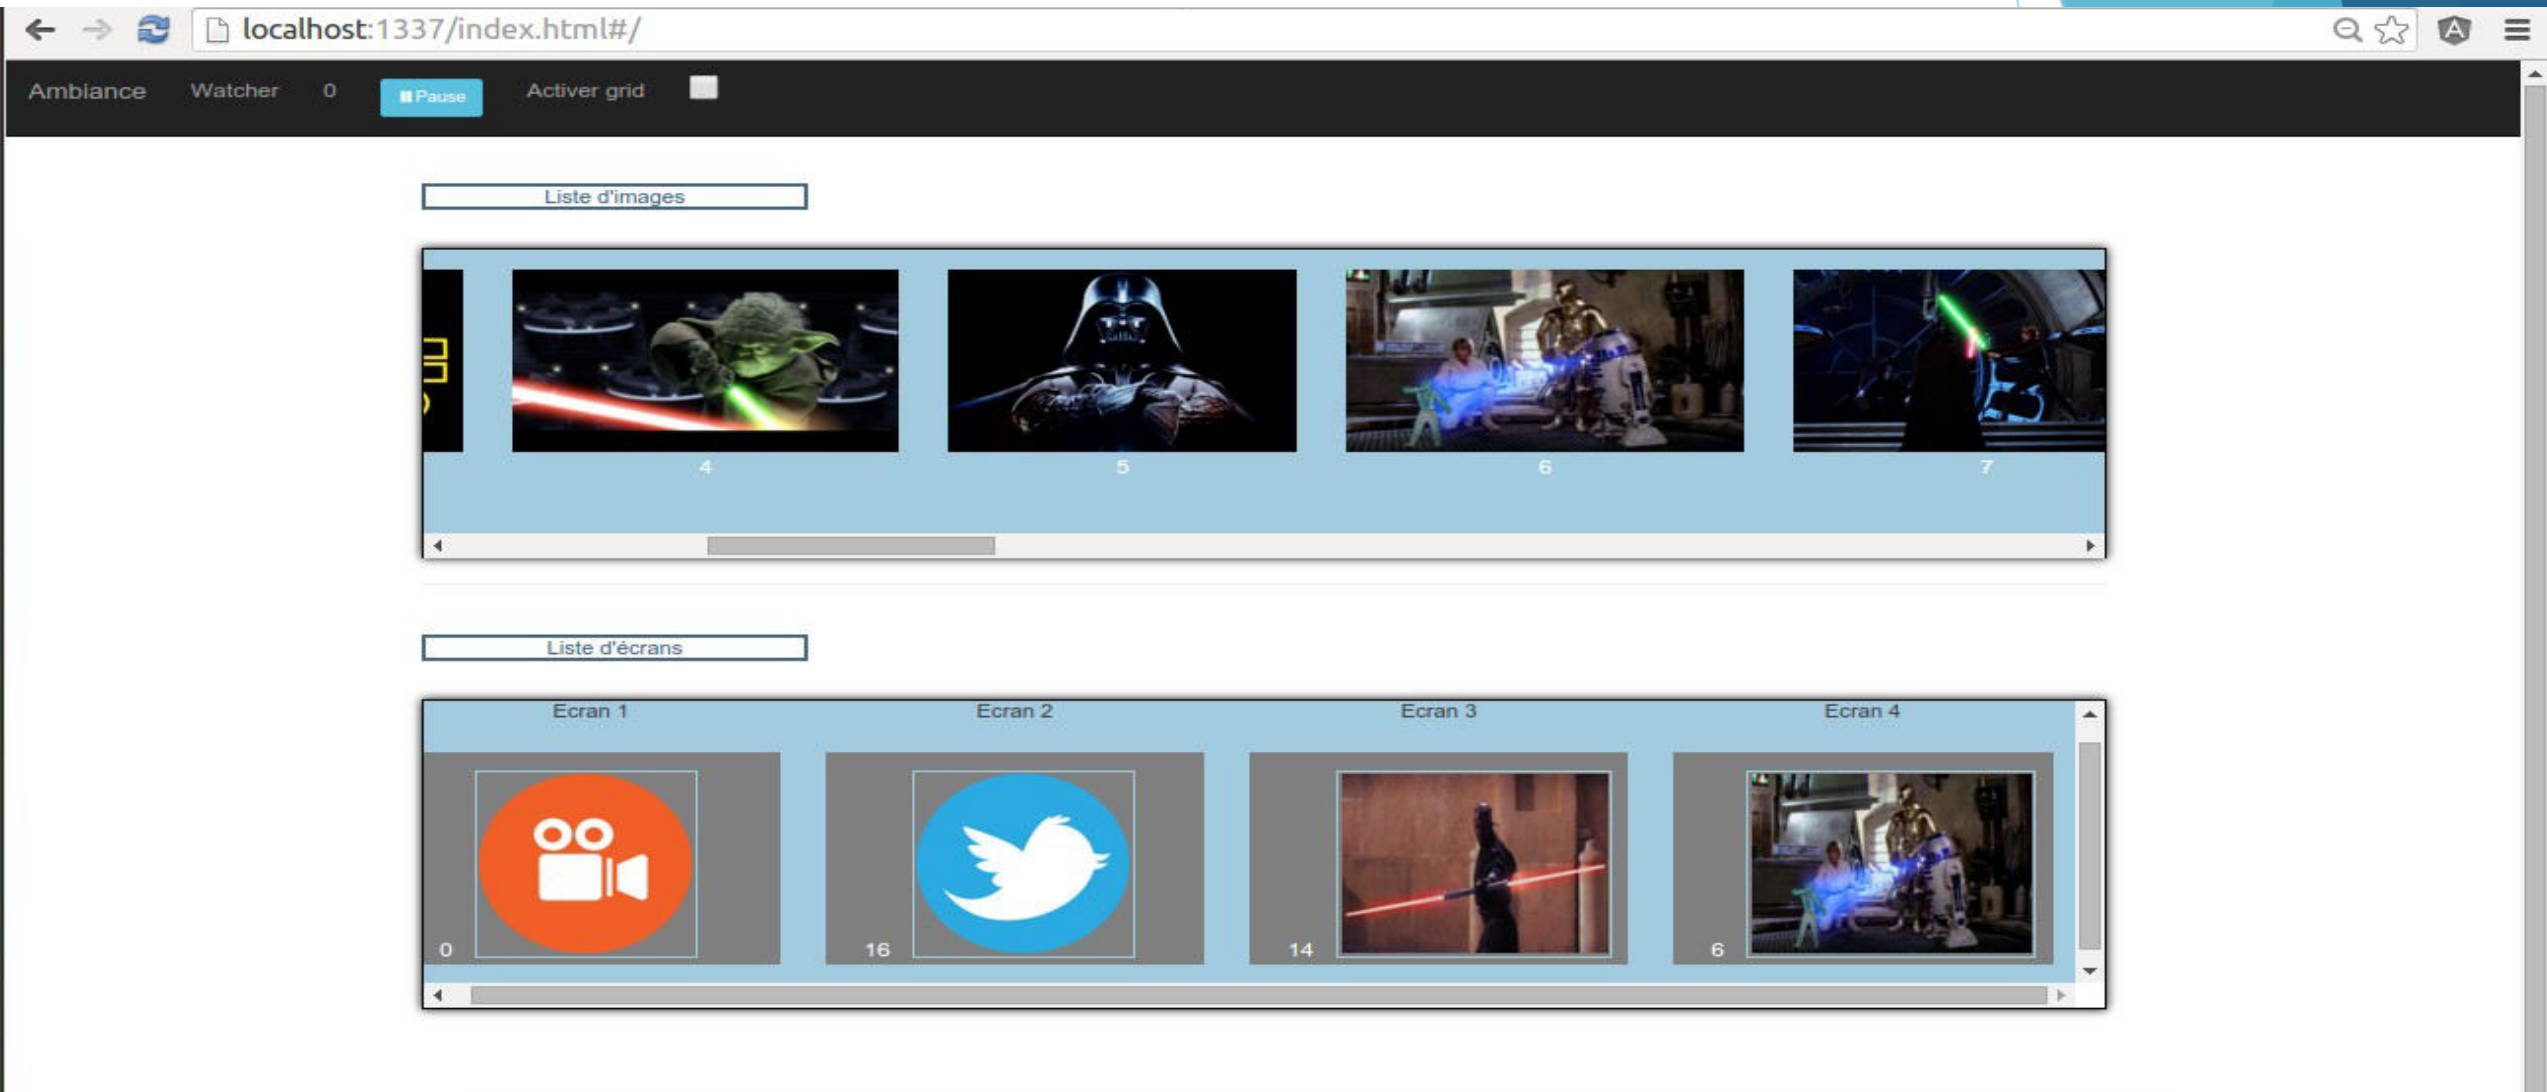 localhost:1337/index.html#/
Ambiance Watcher 0 Pause Activer grid
Liste d'images
4 5 6 7
Liste d'écrans
Ecran 1 Ecran 2 Ecran 3 Ecran 4
0 16 14 6